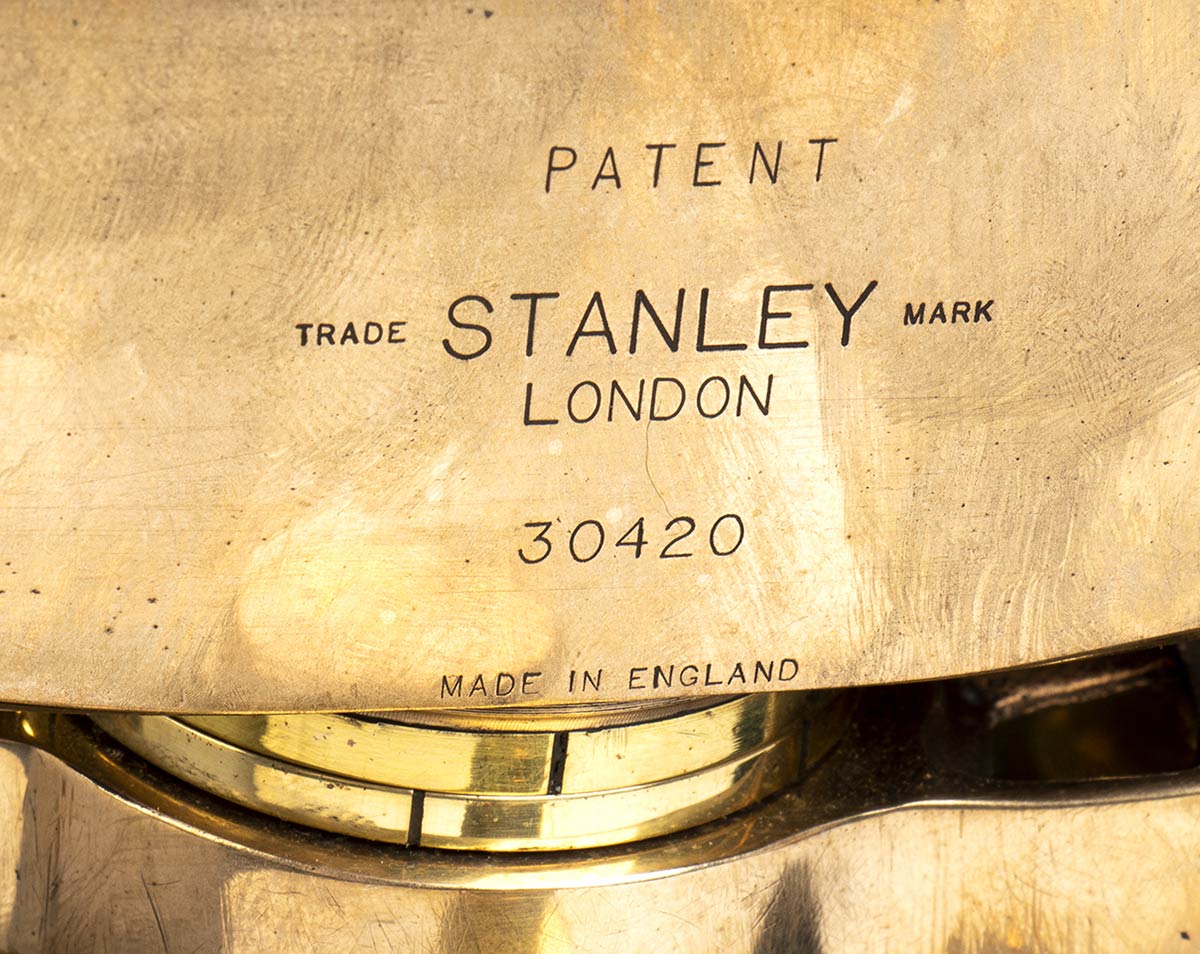 PATENT
TRADE STANLEY MARK
LONDON
30420
MADE IN ENGLAND